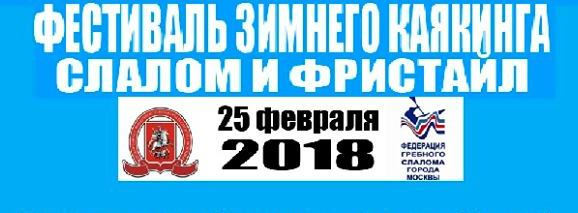 ФЕСТИВАЛЬ ЗИМНЕГО КАЯКИНГА
СЛАЛОМ И ФРИСТАЙЛ
25 февраля
2018
ФЕДЕРАЦИЯ
ГРЕБНОГО
СЛАЛОМА
ГОРОДА
МОСКВЫ